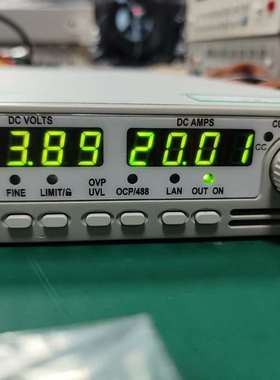 DC VOLTS DC AMPS
3.89 20.01
CC
FINE LIMIT/ OVP UVL OCP/488 LAN OUT ON